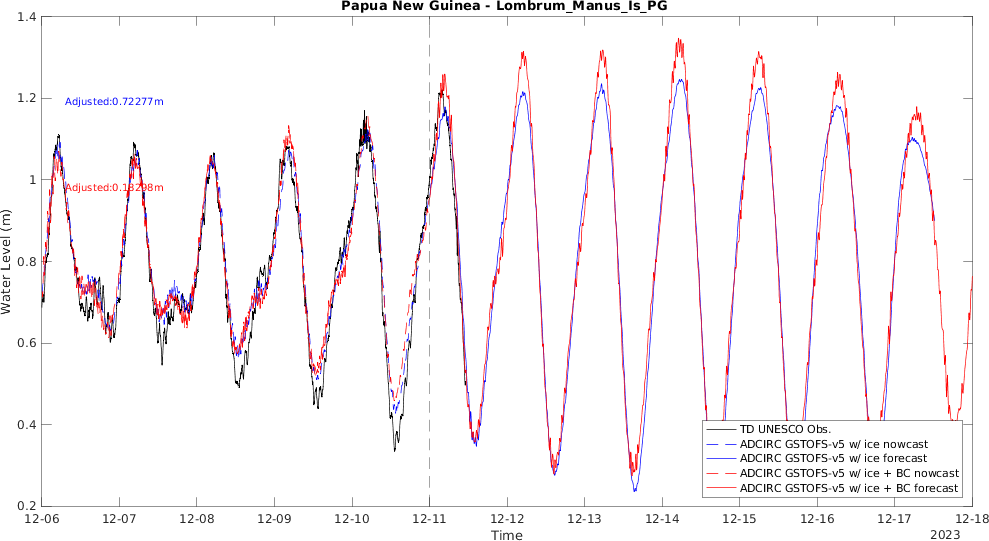 Papua New Guinea - Lombrum_Manus_Is_PG
1.4
1.2
1
0.8
0.6
0.4
0.2
Water Level (m)
Adjusted:0.72277m
Adjusted:0.13298m
TD UNESCO Obs.
ADCIRC GSTOFS-v5 w/ ice nowcast
ADCIRC GSTOFS-v5 w/ ice forecast
ADCIRC GSTOFS-v5 w/ ice + BC nowcast
ADCIRC GSTOFS-v5 w/ ice + BC forecast
12-06 12-07 12-08 12-09 12-10 12-11 12-12 12-13 12-14 12-15 12-16 12-17 12-18
Time
2023